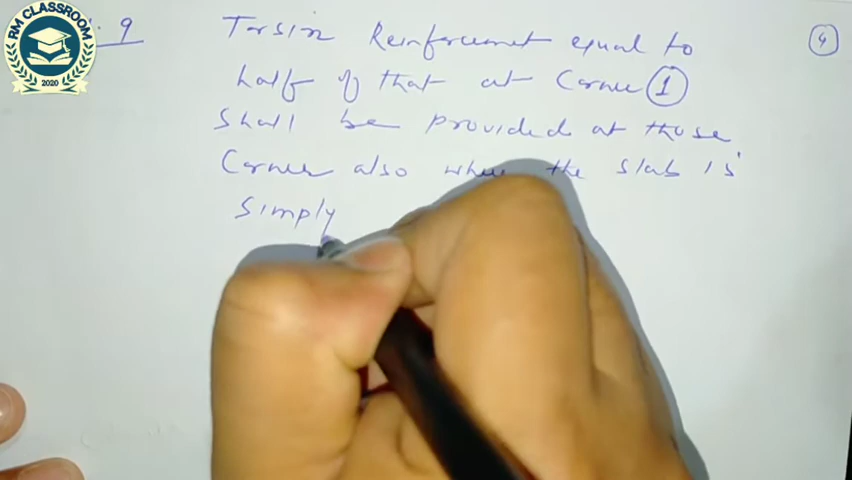 RM CLASSROOM
2020
9
4
Torsion Reinforcement equal to
half of that at Corner 1
Shall be provided at those
Corner also where the slab is
Simply